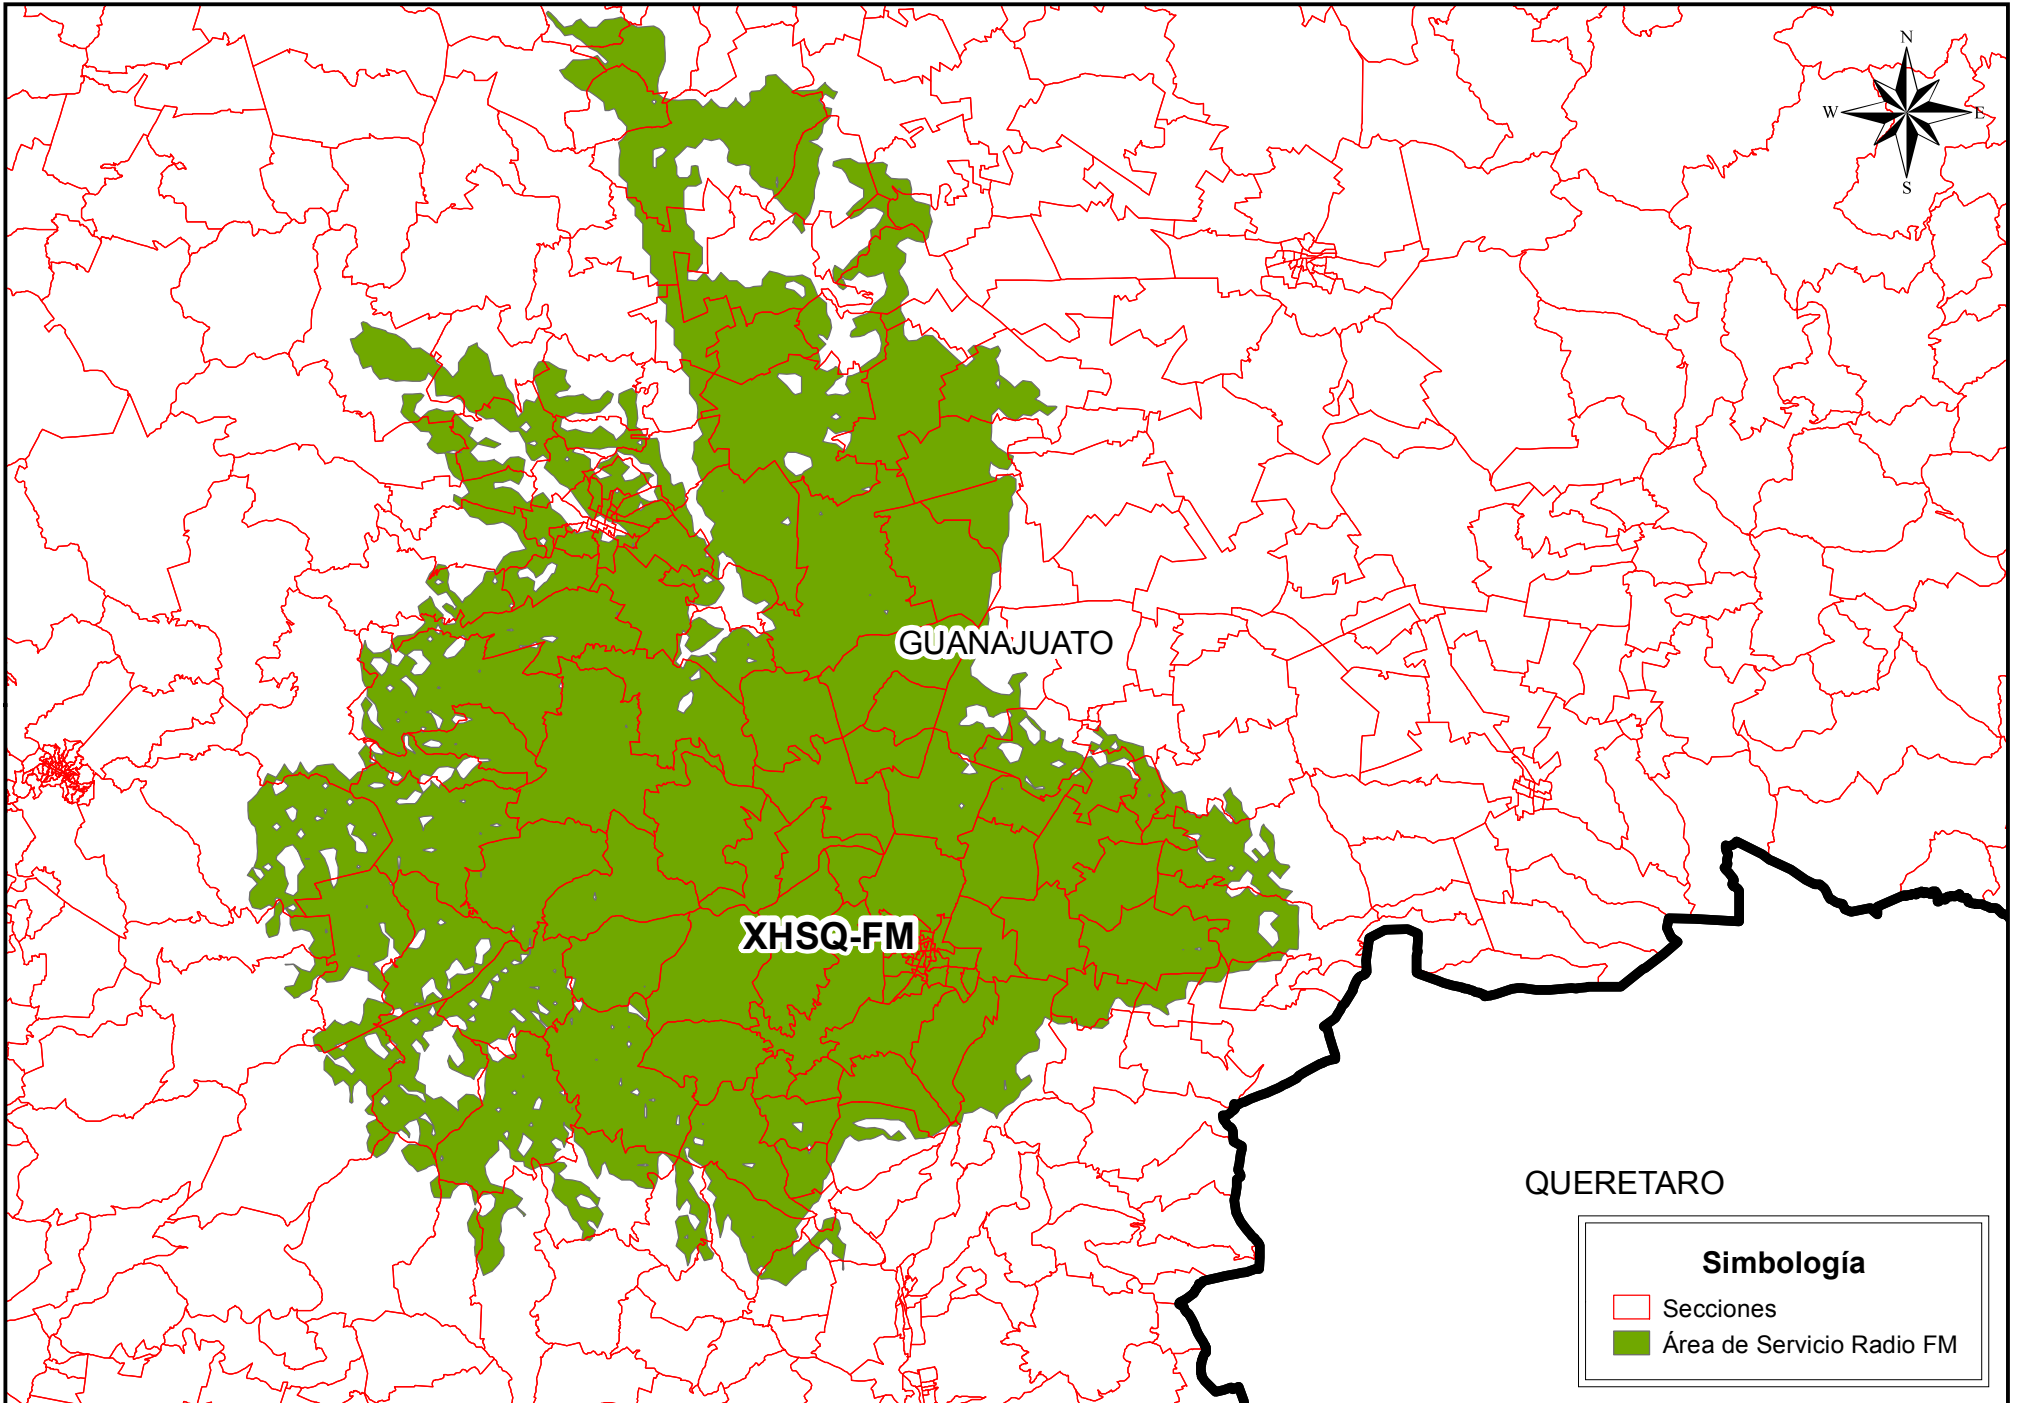 N
W
E
S
GUANAJUATO
XHSQ-FM
QUERETARO
Simbología
Secciones
Área de Servicio Radio FM